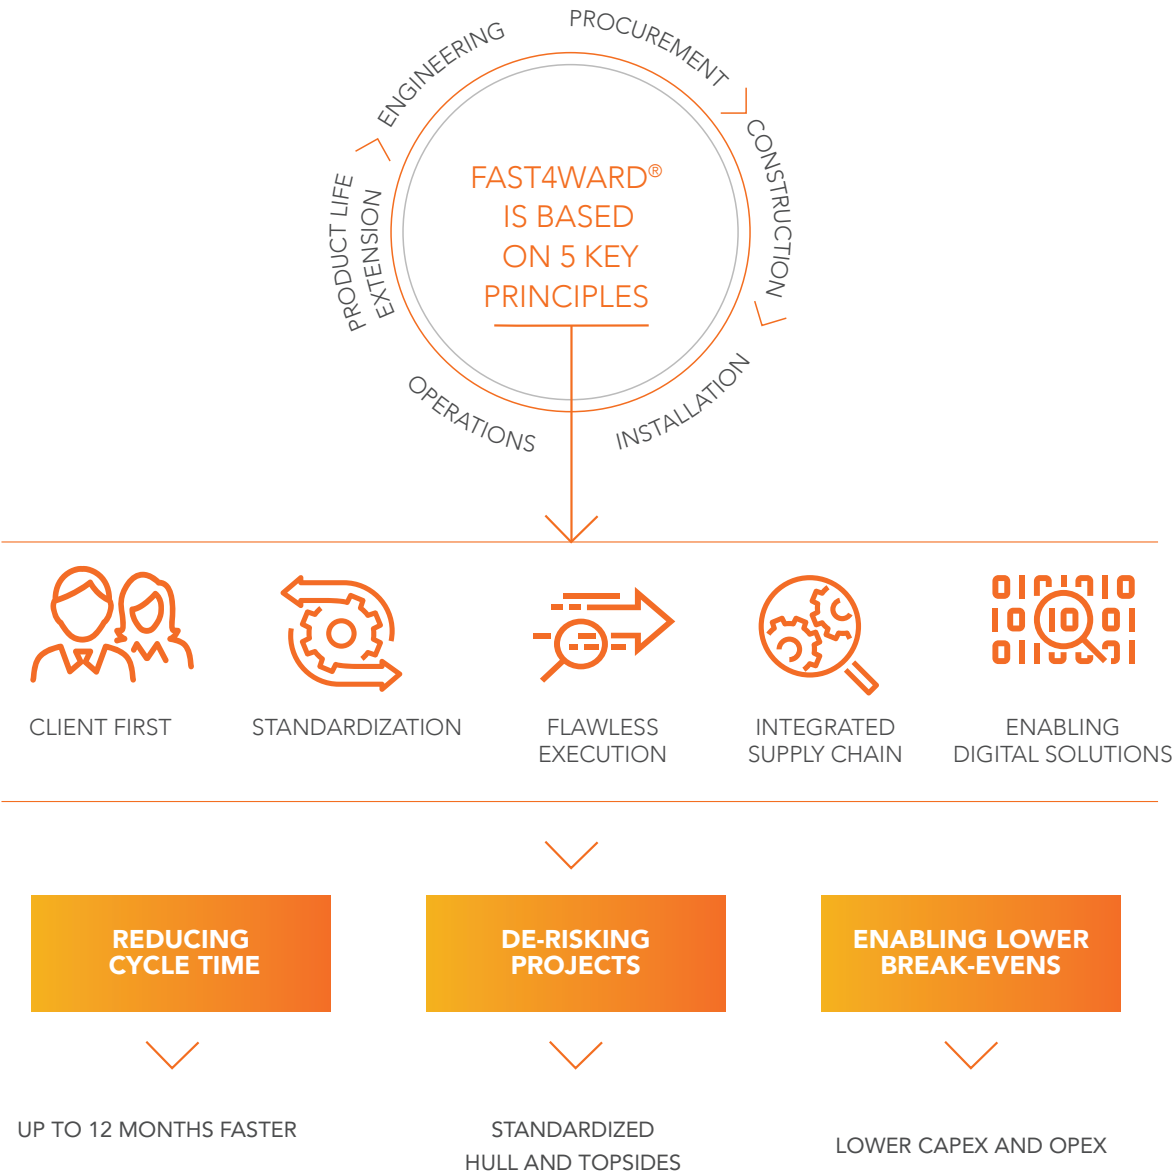 ENGINEERING
PROCUREMENT
CONSTRUCTION
INSTALLATION
OPERATIONS
PRODUCT LIFE
EXTENSION
FAST4WARD®
IS BASED
ON 5 KEY
PRINCIPLES
CLIENT FIRST
STANDARDIZATION
FLAWLESS
EXECUTION
INTEGRATED
SUPPLY CHAIN
ENABLING
DIGITAL SOLUTIONS
REDUCING
CYCLE TIME
DE-RISKING
PROJECTS
ENABLING LOWER
BREAK-EVENS
UP TO 12 MONTHS FASTER
STANDARDIZED
HULL AND TOPSIDES
LOWER CAPEX AND OPEX